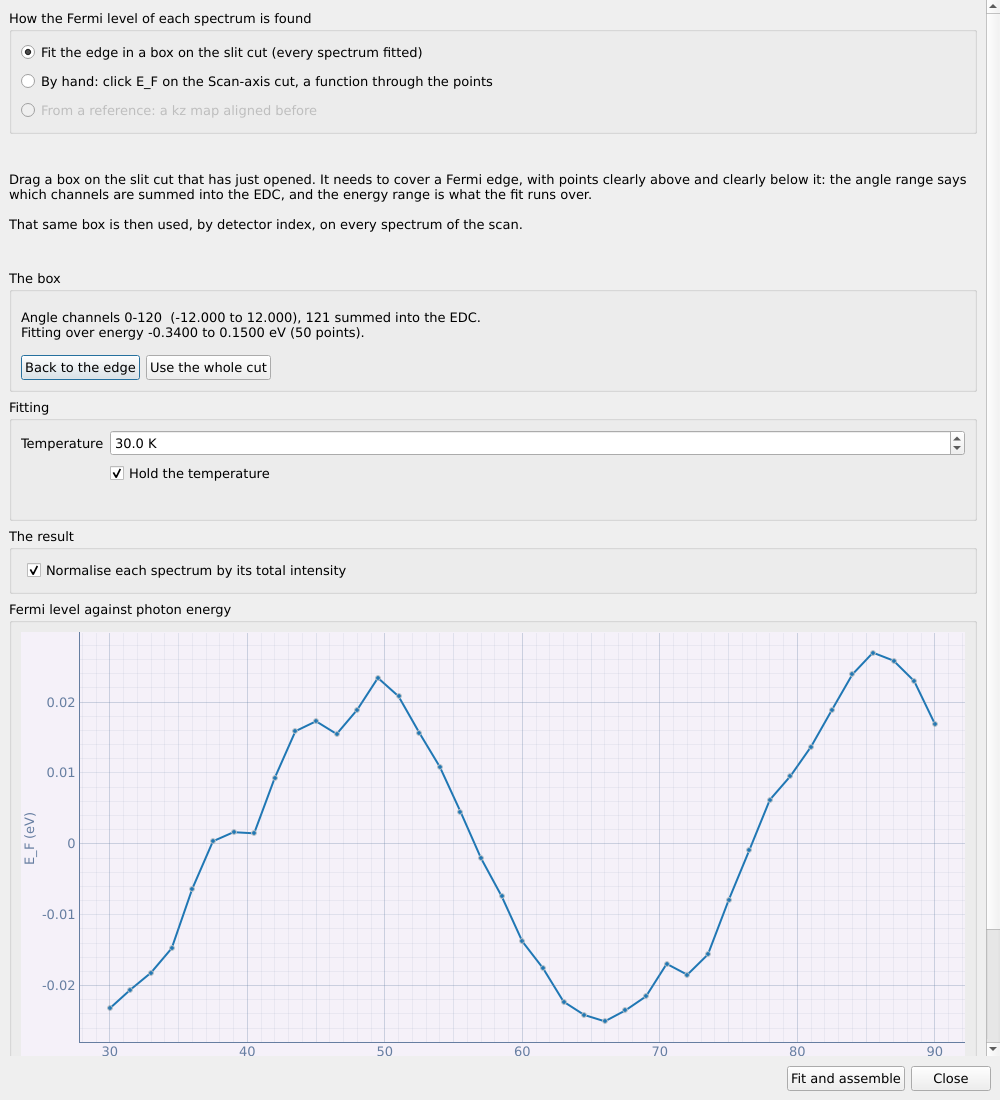 How the Fermi level of each spectrum is found
Fit the edge in a box on the slit cut (every spectrum fitted)
By hand: click E_F on the Scan-axis cut, a function through the points
From a reference: a kz map aligned before
Drag a box on the slit cut that has just opened. It needs to cover a Fermi edge, with points clearly above and clearly below it: the angle range says
which channels are summed into the EDC, and the energy range is what the fit runs over.
That same box is then used, by detector index, on every spectrum of the scan.
The box
Angle channels 0-120  (-12.000 to 12.000), 121 summed into the EDC.
Fitting over energy -0.3400 to 0.1500 eV (50 points).
Back to the edge
Use the whole cut
Fitting
Temperature
30.0 K
Hold the temperature
The result
Normalise each spectrum by its total intensity
Fermi level against photon energy
0.02
0.01
0
-0.01
-0.02
E_F (eV)
30 40 50 60 70 80 90
Fit and assemble
Close